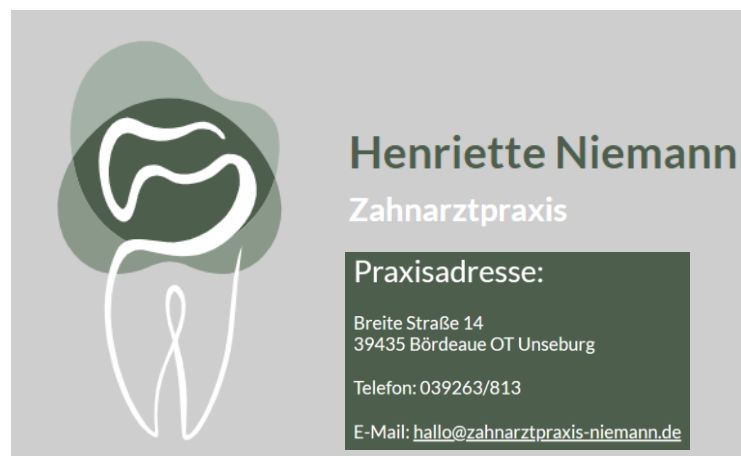 Henriette Niemann
Zahnarztpraxis
Praxisadresse:
Breite Straße 14
39435 Bördeaue OT Unseburg
Telefon: 039263/813
E-Mail: hallo@zahnarztpraxis-niemann.de